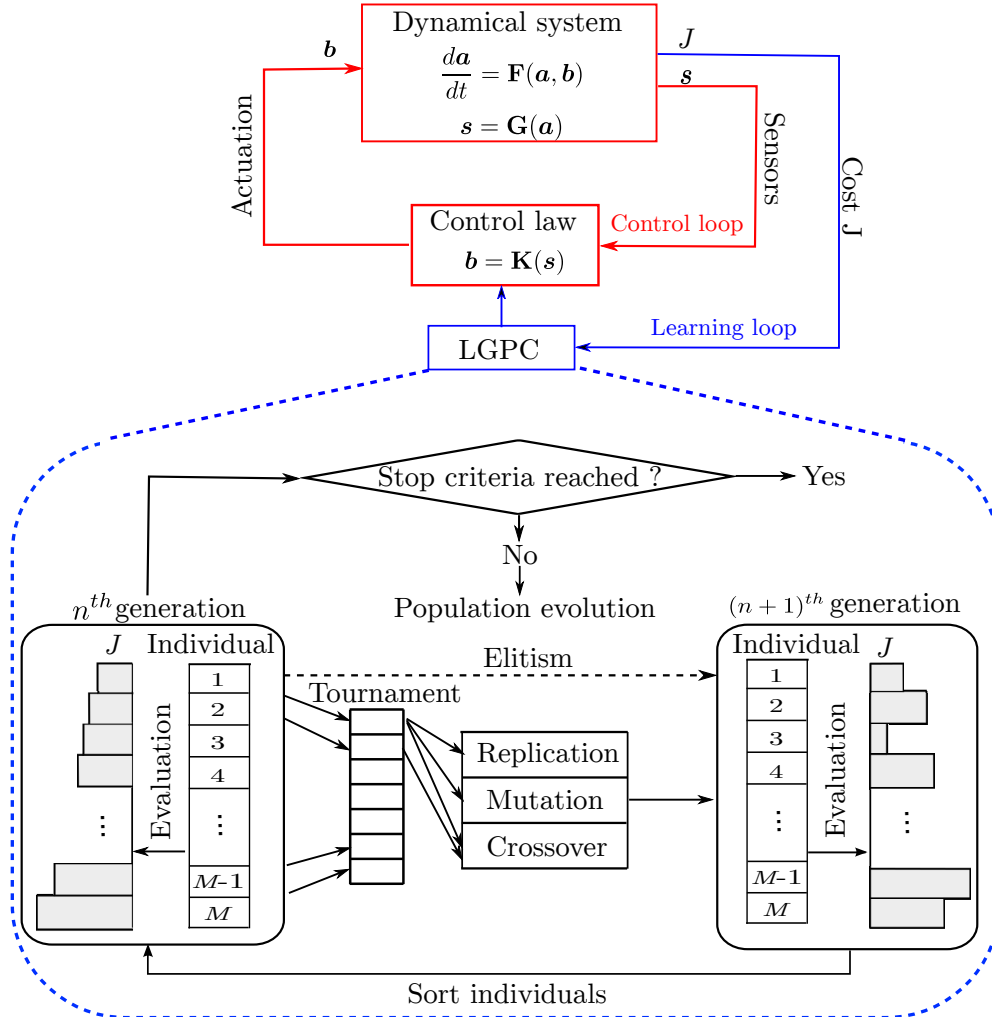 Dynamical system
da/dt = F(a, b)
s = G(a)
b
J
s
Actuation
Sensors
Cost J
Control law
b = K(s)
Control loop
Learning loop
LGPC
Stop criteria reached ?
Yes
No
Population evolution
n^th generation
(n + 1)^th generation
J
Individual
1
2
3
4
...
...
M-1
M
Evaluation
Elitism
Tournament
Replication
Mutation
Crossover
Individual
J
1
2
3
4
...
...
M-1
M
Evaluation
Sort individuals